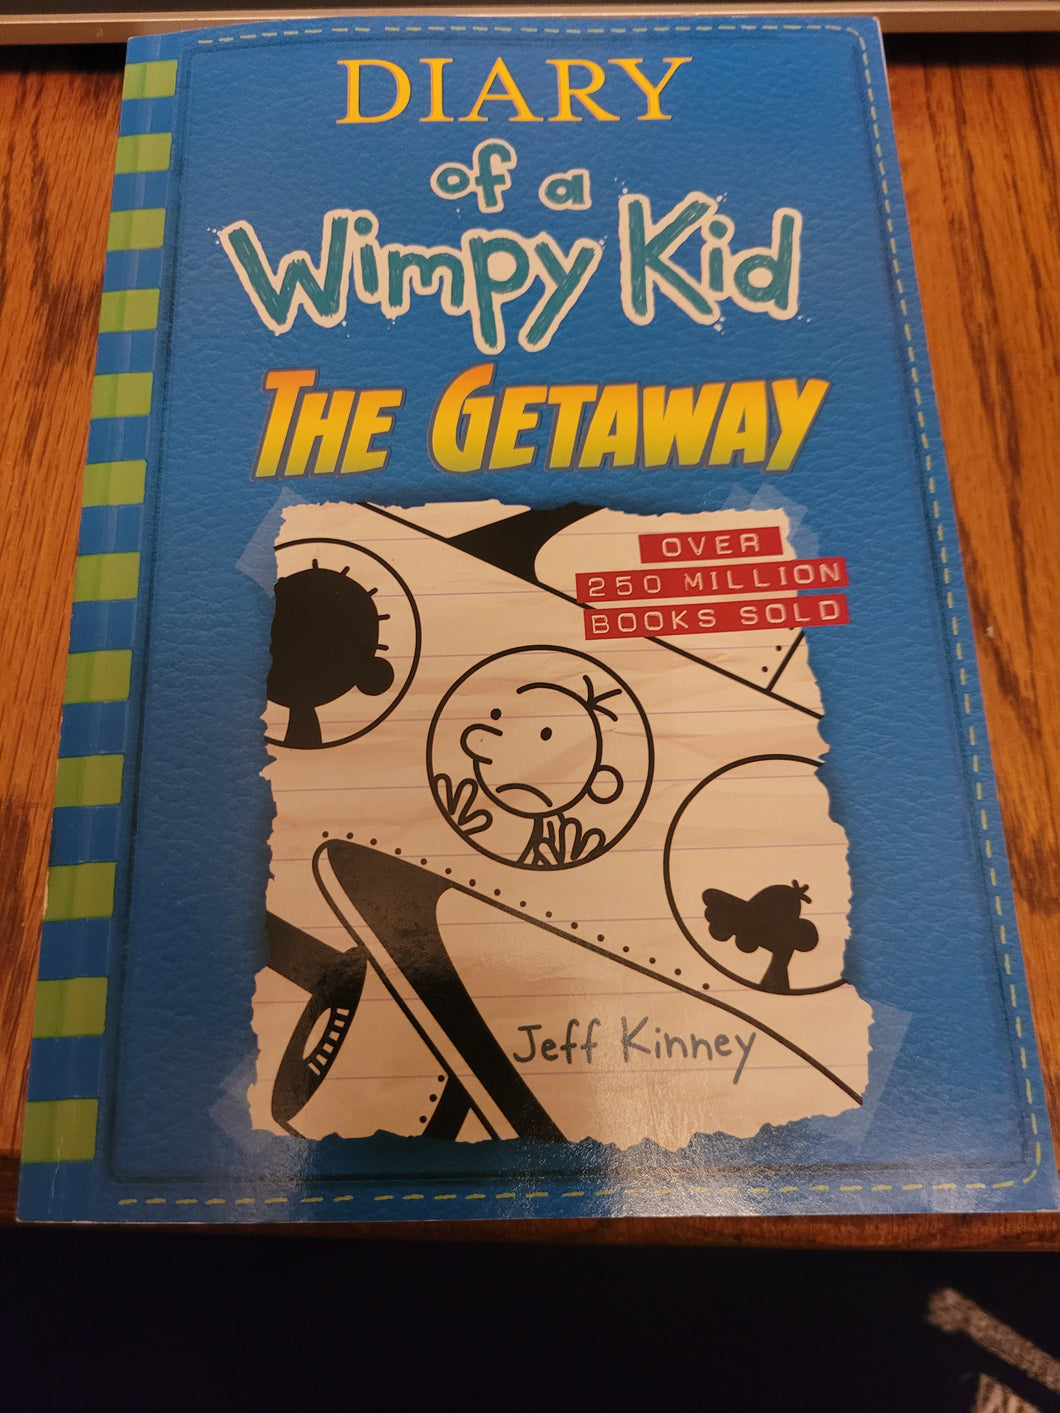 DIARY
of a
Wimpy Kid
THE GETAWAY
OVER
250 MILLION
BOOKS SOLD
Jeff Kinney